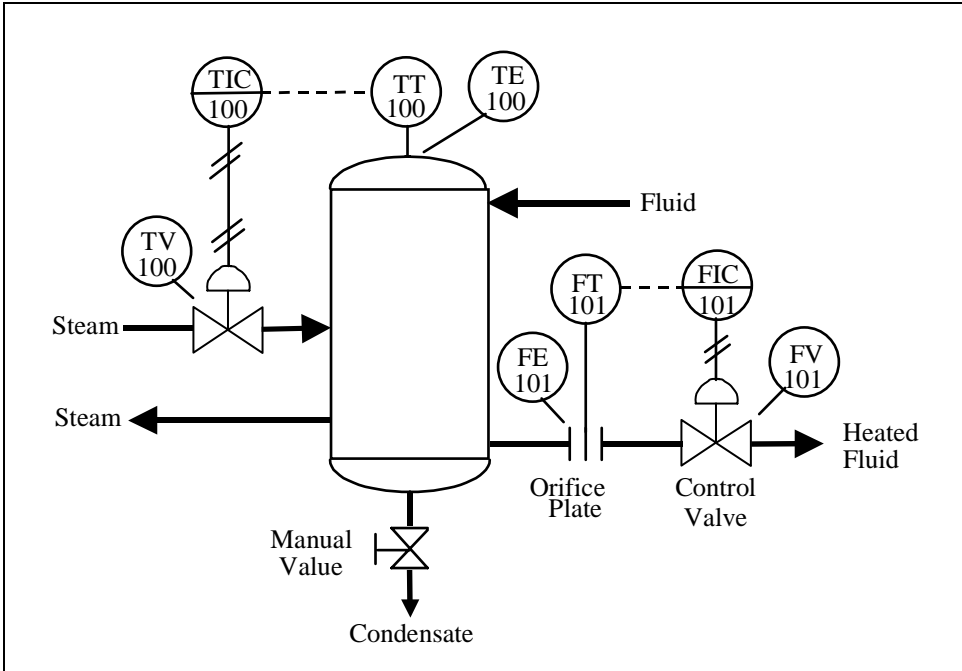 TIC
100
TT
100
TE
100
Fluid
TV
100
FT
101
FIC
101
Steam
FE
101
FV
101
Steam
Heated
Fluid
Orifice
Plate
Control
Valve
Manual
Value
Condensate